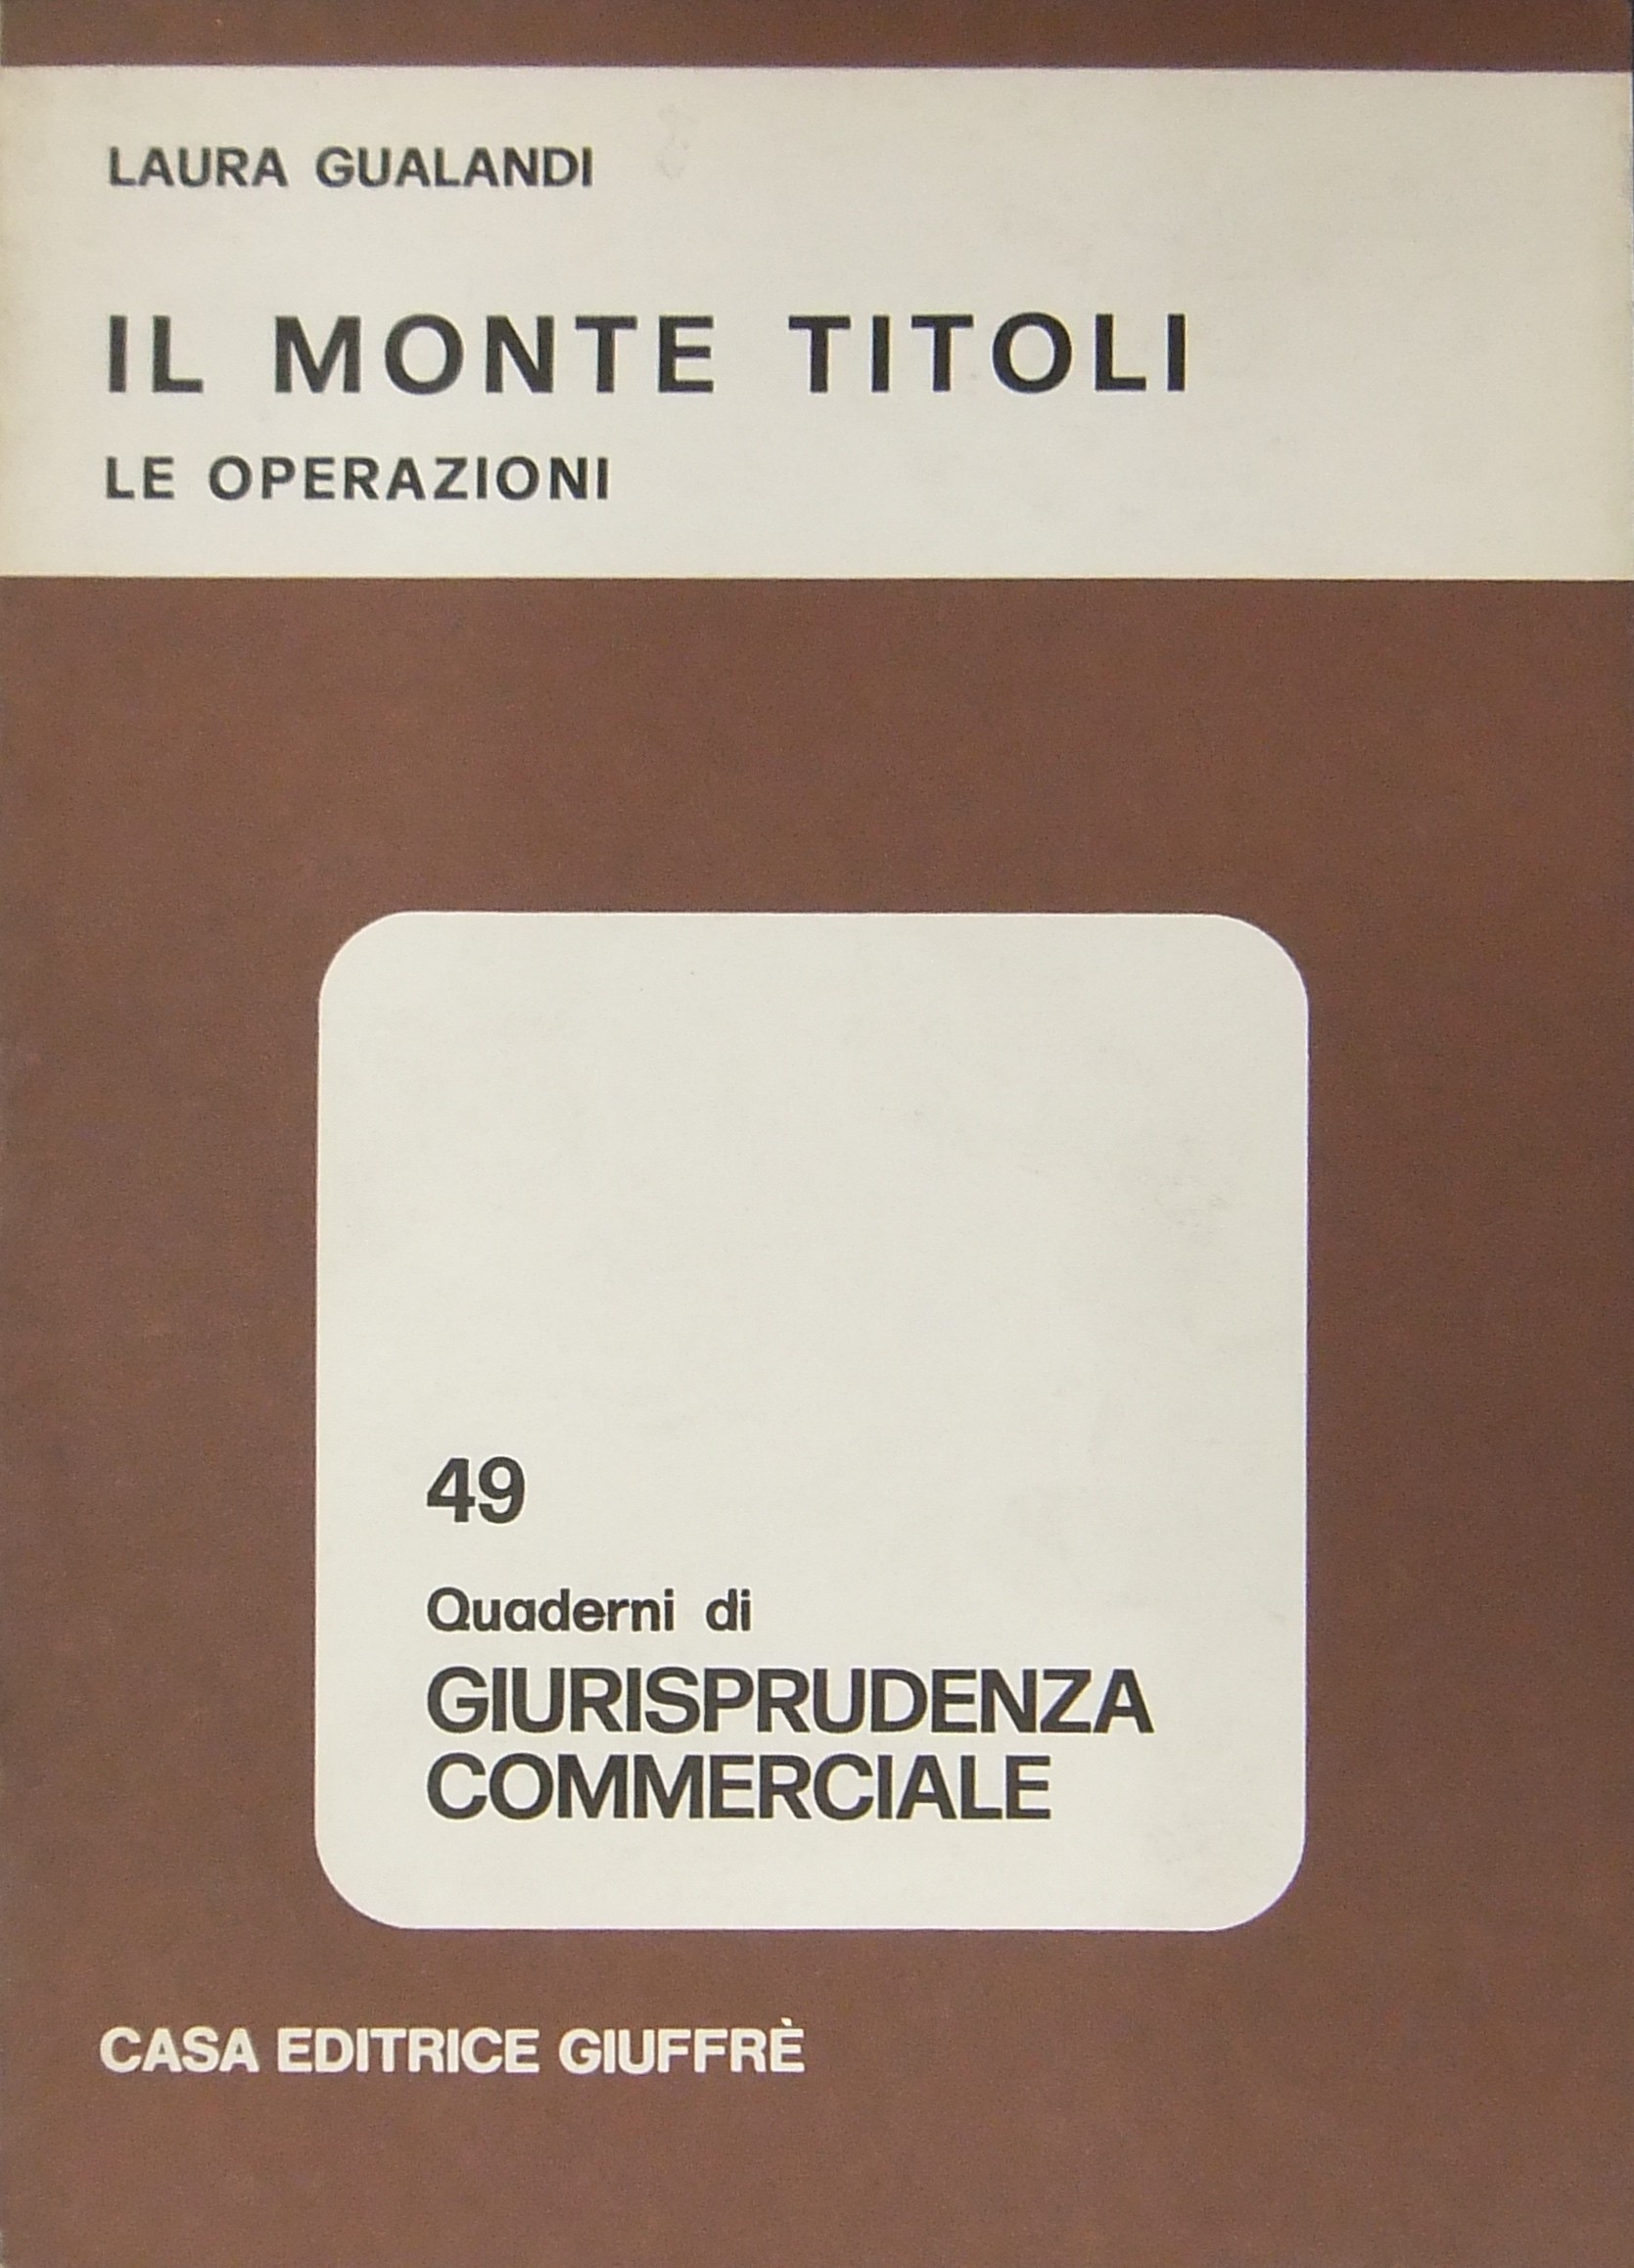 LAURA GUALANDI
IL MONTE TITOLI
LE OPERAZIONI
49
Quaderni di
GIURISPRUDENZA
COMMERCIALE
CASA EDITRICE GIUFFRÈ